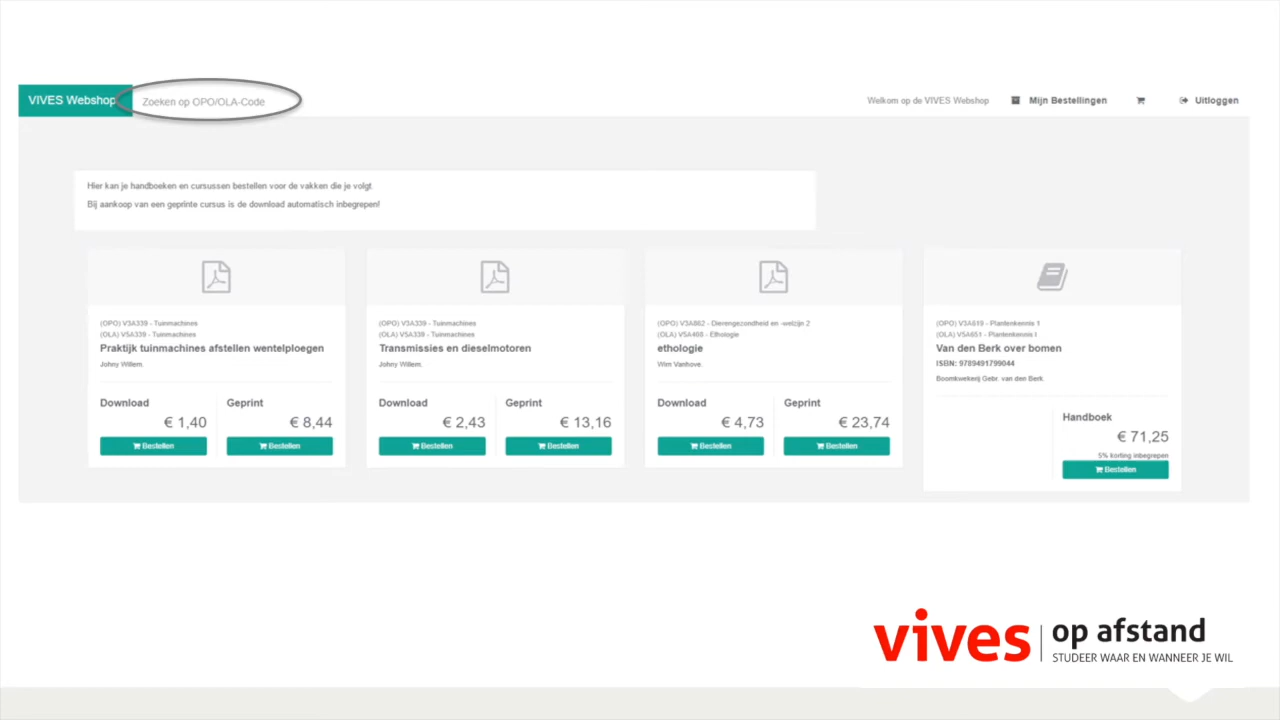 VIVES Webshop
Zoeken op OPO/OLA-Code
Welkom op de VIVES Webshop
Mijn Bestellingen
Uitloggen
Hier kan je handboeken en cursussen bestellen voor de vakken die je volgt
Bij aankoop van een geprinte cursus is de download automatisch inbegrepen!
(OPO) V3A339 - Tuinmachines
(OLA) V5A339 - Tuinmachines
Praktijk tuinmachines afstellen wentelploegen
Johny Willem.
Download
Geprint
€ 1,40
€ 8,44
Bestellen
Bestellen
(OPO) V3A339 - Tuinmachines
(OLA) V5A339 - Tuinmachines
Transmissies en dieselmotoren
Johny Willem.
Download
Geprint
€ 2,43
€ 13,16
Bestellen
Bestellen
(OPO) V3A862 - Dierengezondheid en -welzijn 2
(OLA) V5A468 - Ethologie
ethologie
Wim Vanhove.
Download
Geprint
€ 4,73
€ 23,74
Bestellen
Bestellen
(OPO) V3A619 - Plantenkennis 1
(OLA) V5A651 - Plantenkennis I
Van den Berk over bomen
ISBN: 9789491799044
Boomkwekerij Gebr. van den Berk.
Handboek
€ 71,25
5% korting inbegrepen
Bestellen
vives op afstand
STUDEER WAAR EN WANNEER JE WIL